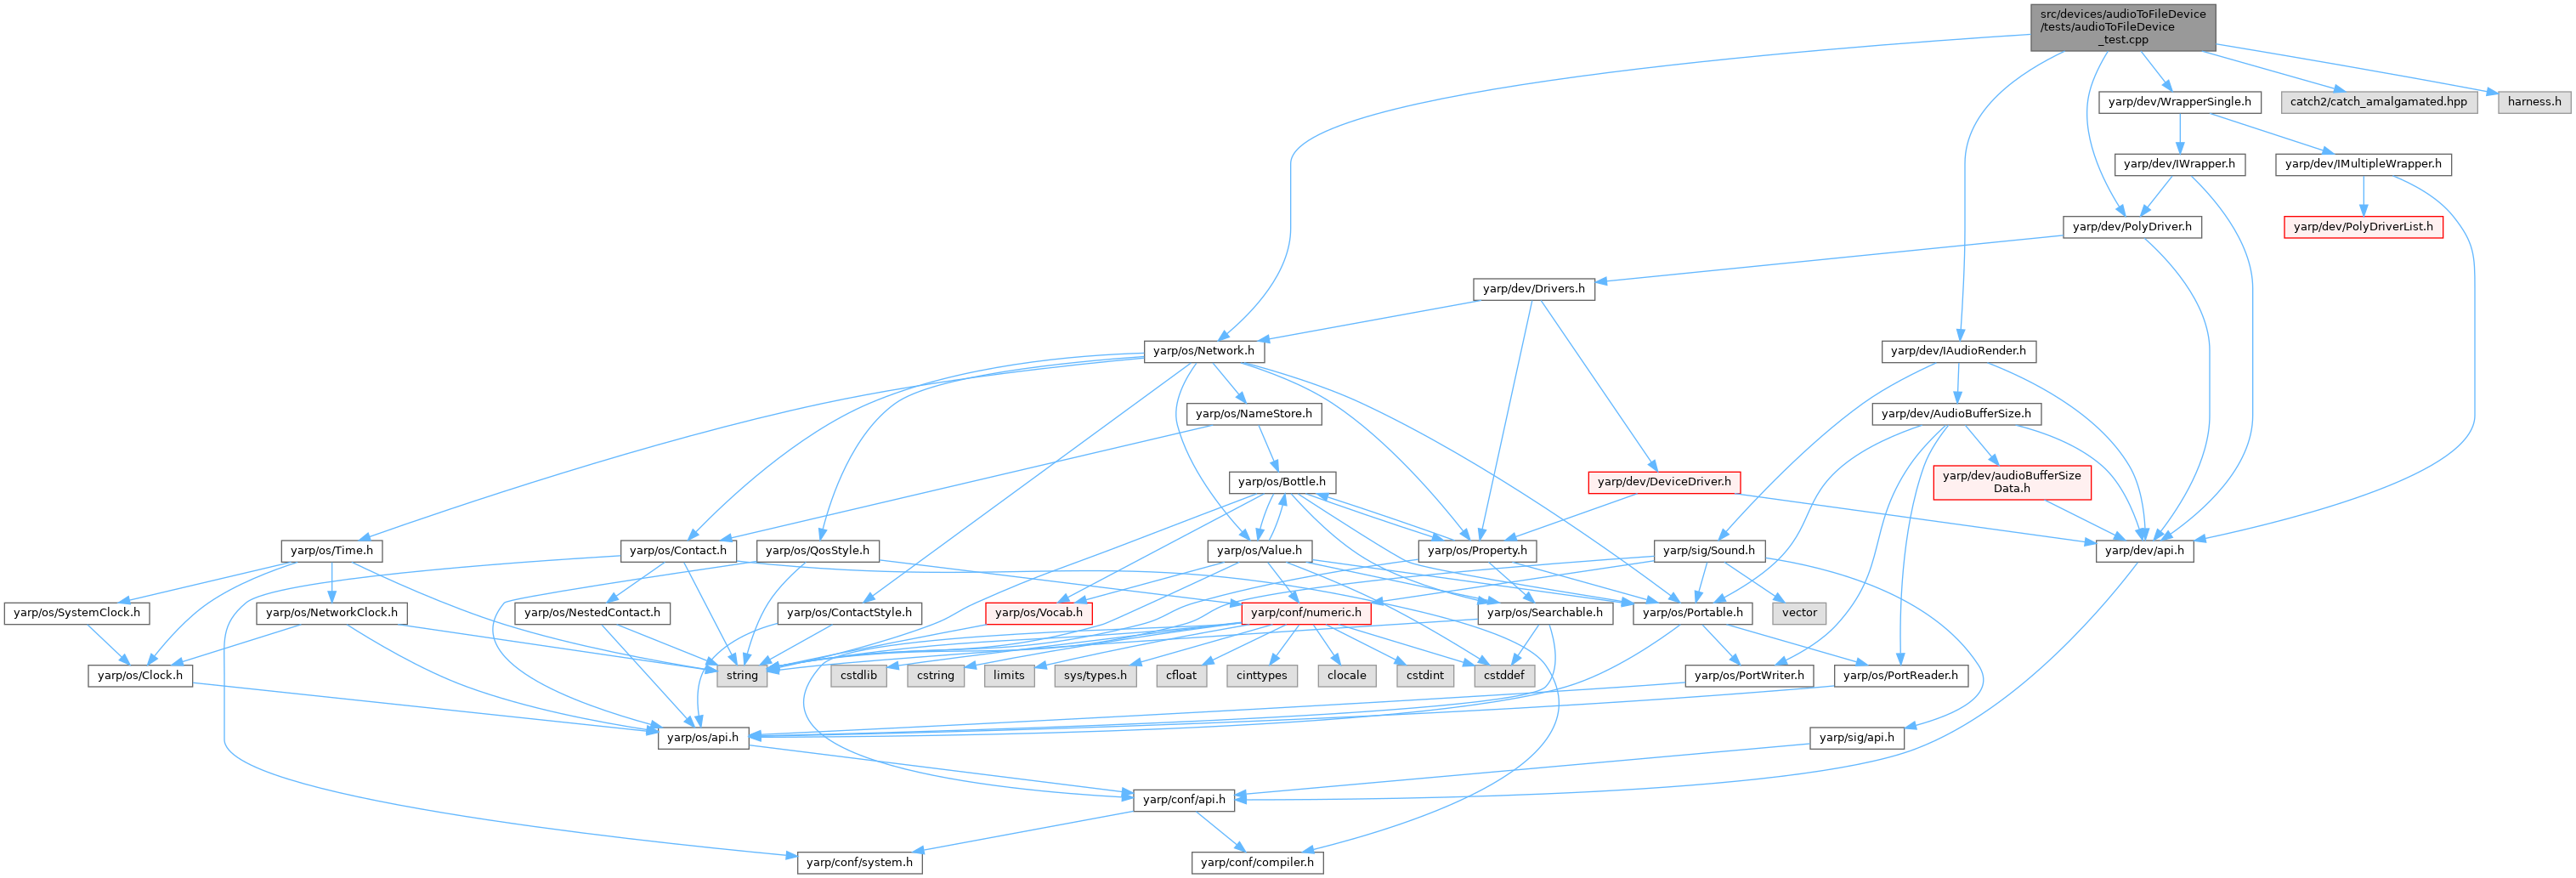 src/devices/audioToFileDevice
/tests/audioToFileDevice
_test.cpp
yarp/dev/WrapperSingle.h
catch2/catch_amalgamated.hpp
harness.h
yarp/dev/IWrapper.h
yarp/dev/IMultipleWrapper.h
yarp/dev/PolyDriver.h
yarp/dev/PolyDriverList.h
yarp/dev/Drivers.h
yarp/os/Network.h
yarp/dev/IAudioRender.h
yarp/os/NameStore.h
yarp/dev/AudioBufferSize.h
yarp/os/Bottle.h
yarp/dev/DeviceDriver.h
yarp/dev/audioBufferSize
Data.h
yarp/os/Time.h
yarp/os/Contact.h
yarp/os/QosStyle.h
yarp/os/Value.h
yarp/os/Property.h
yarp/sig/Sound.h
yarp/dev/api.h
yarp/os/SystemClock.h
yarp/os/NetworkClock.h
yarp/os/NestedContact.h
yarp/os/ContactStyle.h
yarp/os/Vocab.h
yarp/conf/numeric.h
yarp/os/Searchable.h
yarp/os/Portable.h
vector
yarp/os/Clock.h
string
cstdlib
cstring
limits
sys/types.h
cfloat
cinttypes
clocale
cstdint
cstddef
yarp/os/PortWriter.h
yarp/os/PortReader.h
yarp/os/api.h
yarp/sig/api.h
yarp/conf/api.h
yarp/conf/system.h
yarp/conf/compiler.h